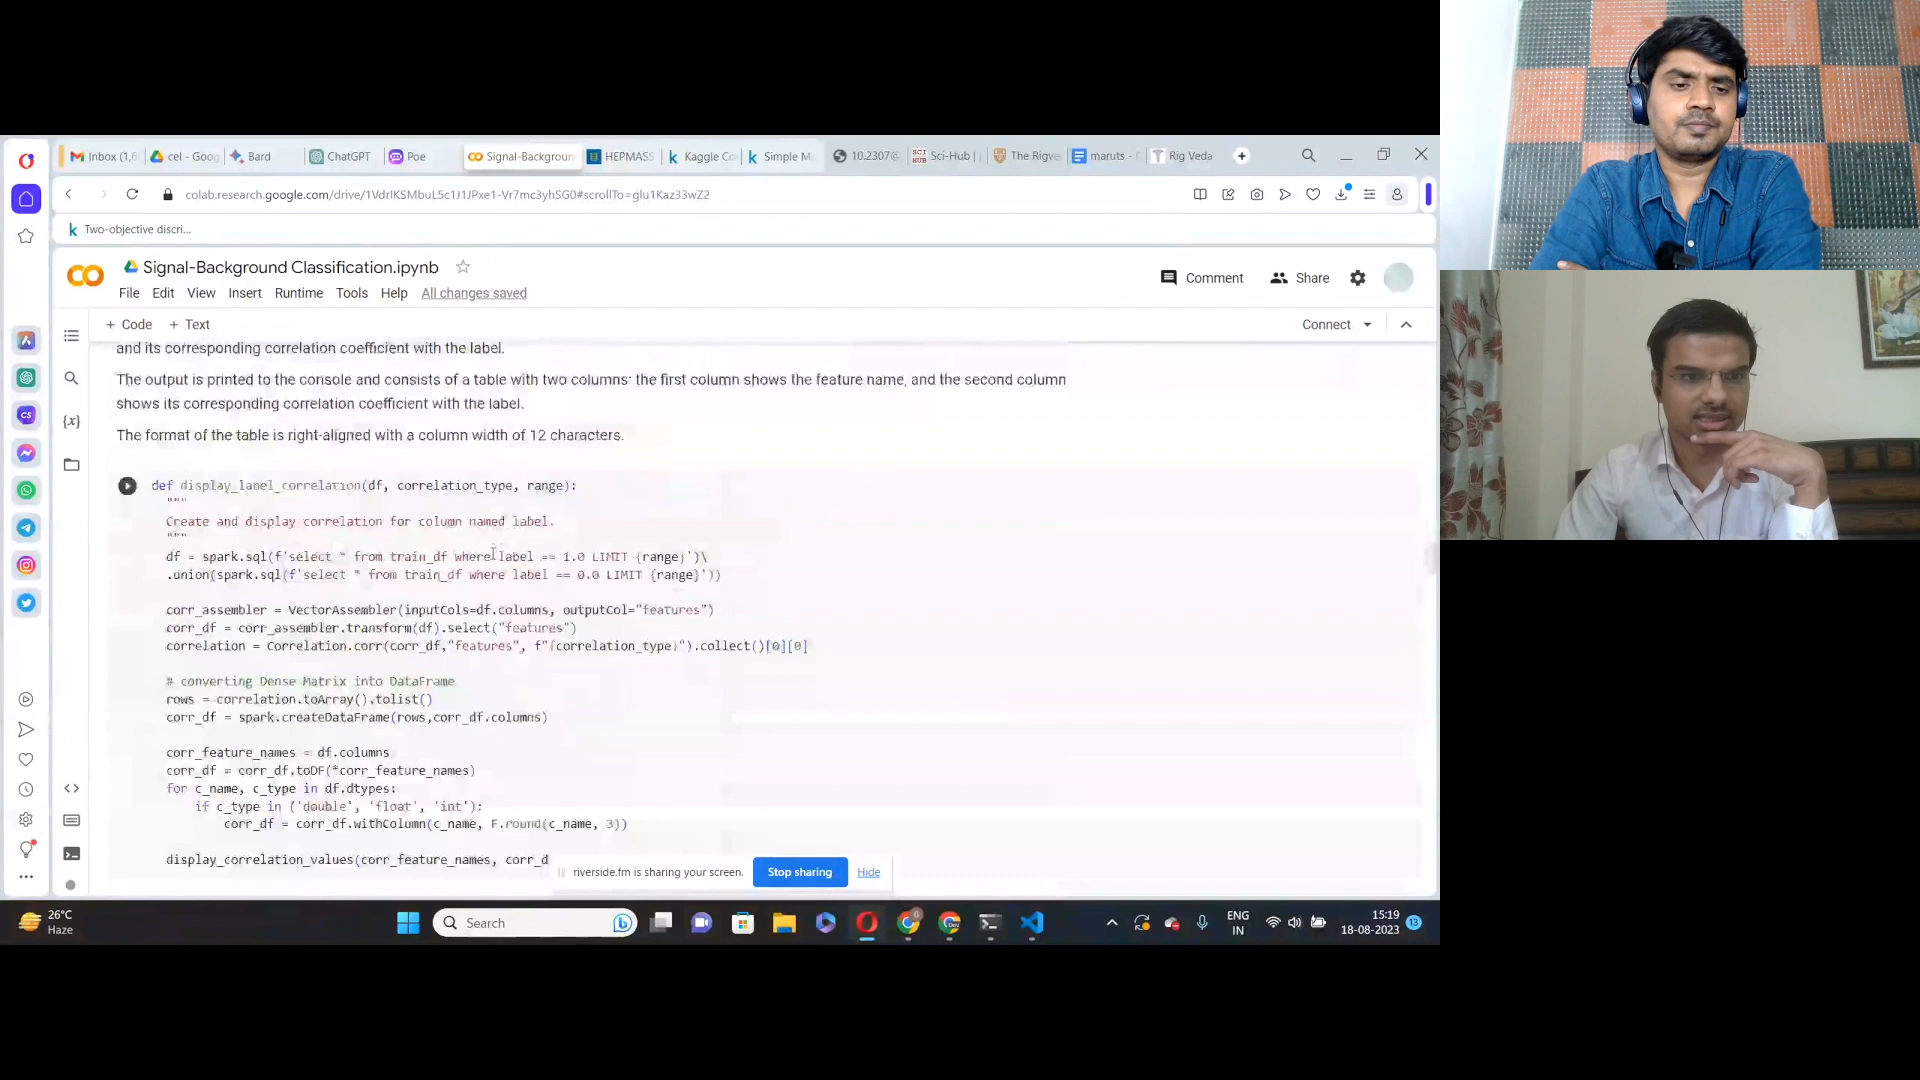 Inbox (1,6
cel - Goog
Bard
ChatGPT
Poe
Signal-Backgroun
HEPMASS
Kaggle Co
Simple M
10.2307@
Sci-Hub |
The Rigve
maruts -
Rig Veda
colab.research.google.com/drive/1VdrIKSMbuL5c1J1JPxe1-Vr7mc3yhSG0#scrollTo=glu1Kaz33wZ2
Two-objective discri...
Signal-Background Classification.ipynb
Comment
Share
File Edit View Insert Runtime Tools Help All changes saved
+ Code + Text
Connect
and its corresponding correlation coefficient with the label.
The output is printed to the console and consists of a table with two columns: the first column shows the feature name, and the second column
shows its corresponding correlation coefficient with the label.
The format of the table is right-aligned with a column width of 12 characters.
def display_label_correlation(df, correlation_type, range):
"""
Create and display correlation for column named label.
"""
df = spark.sql(f'select * from train_df where label == 1.0 LIMIT {range}')\
.union(spark.sql(f'select * from train_df where label == 0.0 LIMIT {range}'))
corr_assembler = VectorAssembler(inputCols=df.columns, outputCol="features")
corr_df = corr_assembler.transform(df).select("features")
correlation = Correlation.corr(corr_df,"features", f"{correlation_type}").collect()[0][0]
# converting Dense Matrix into DataFrame
rows = correlation.toArray().tolist()
corr_df = spark.createDataFrame(rows,corr_df.columns)
corr_feature_names = df.columns
corr_df = corr_df.toDF(*corr_feature_names)
for c_name, c_type in df.dtypes:
if c_type in ('double', 'float', 'int'):
corr_df = corr_df.withColumn(c_name, F.round(c_name, 3))
display_correlation_values(corr_feature_names, corr_d
riverside.fm is sharing your screen.
Stop sharing
Hide
26°C
Haze
Search
ENG
IN
15:19
18-08-2023
13